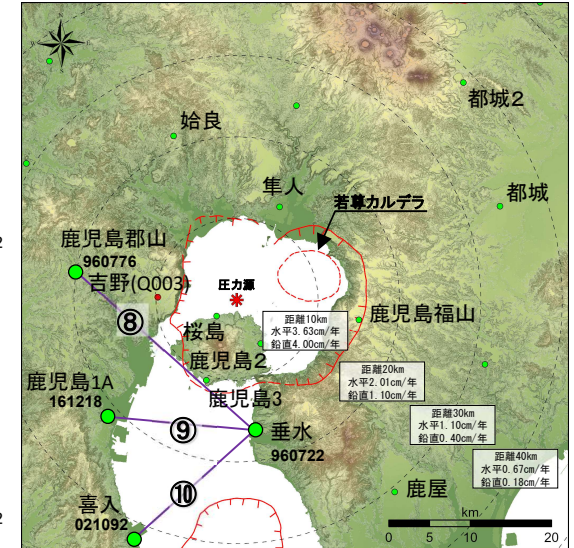 都城2
姶良
隼人
若尊カルデラ
都城
2
鹿児島郡山
960776
吉野(Q003)
圧力源
⑧
桜島
距離10km
水平3.63cm/年
鉛直4.00cm/年
鹿児島福山
鹿児島2
距離20km
水平2.01cm/年
鉛直1.10cm/年
鹿児島1A
161218
鹿児島3
⑨
垂水
960722
距離30km
水平1.10cm/年
鉛直0.40cm/年
距離40km
水平0.67cm/年
鉛直0.18cm/年
⑩
鹿屋
喜入
021092
2
km
0 5 10 20